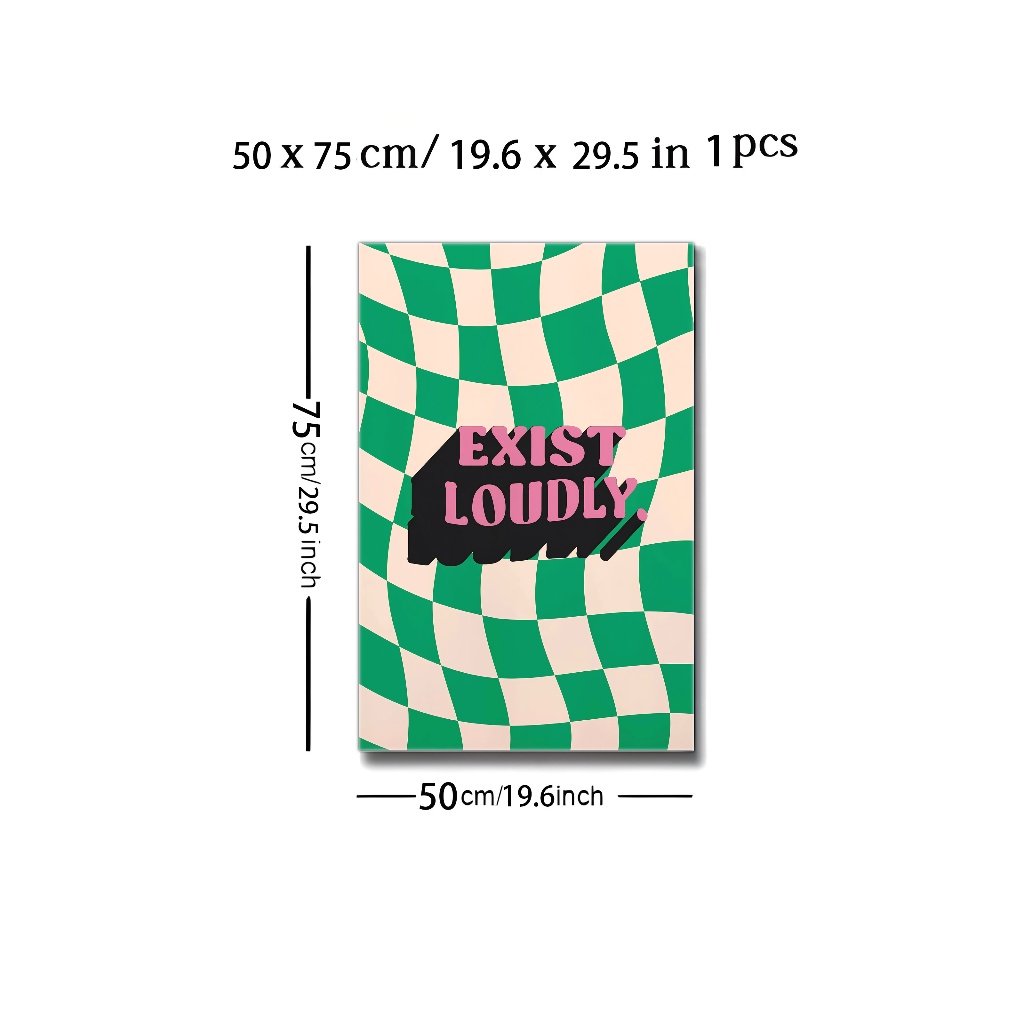 50 x 75 cm/ 19.6 x 29.5 in 1 pcs
75cm/29.5inch
EXIST
LOUDLY.
50cm/19.6inch